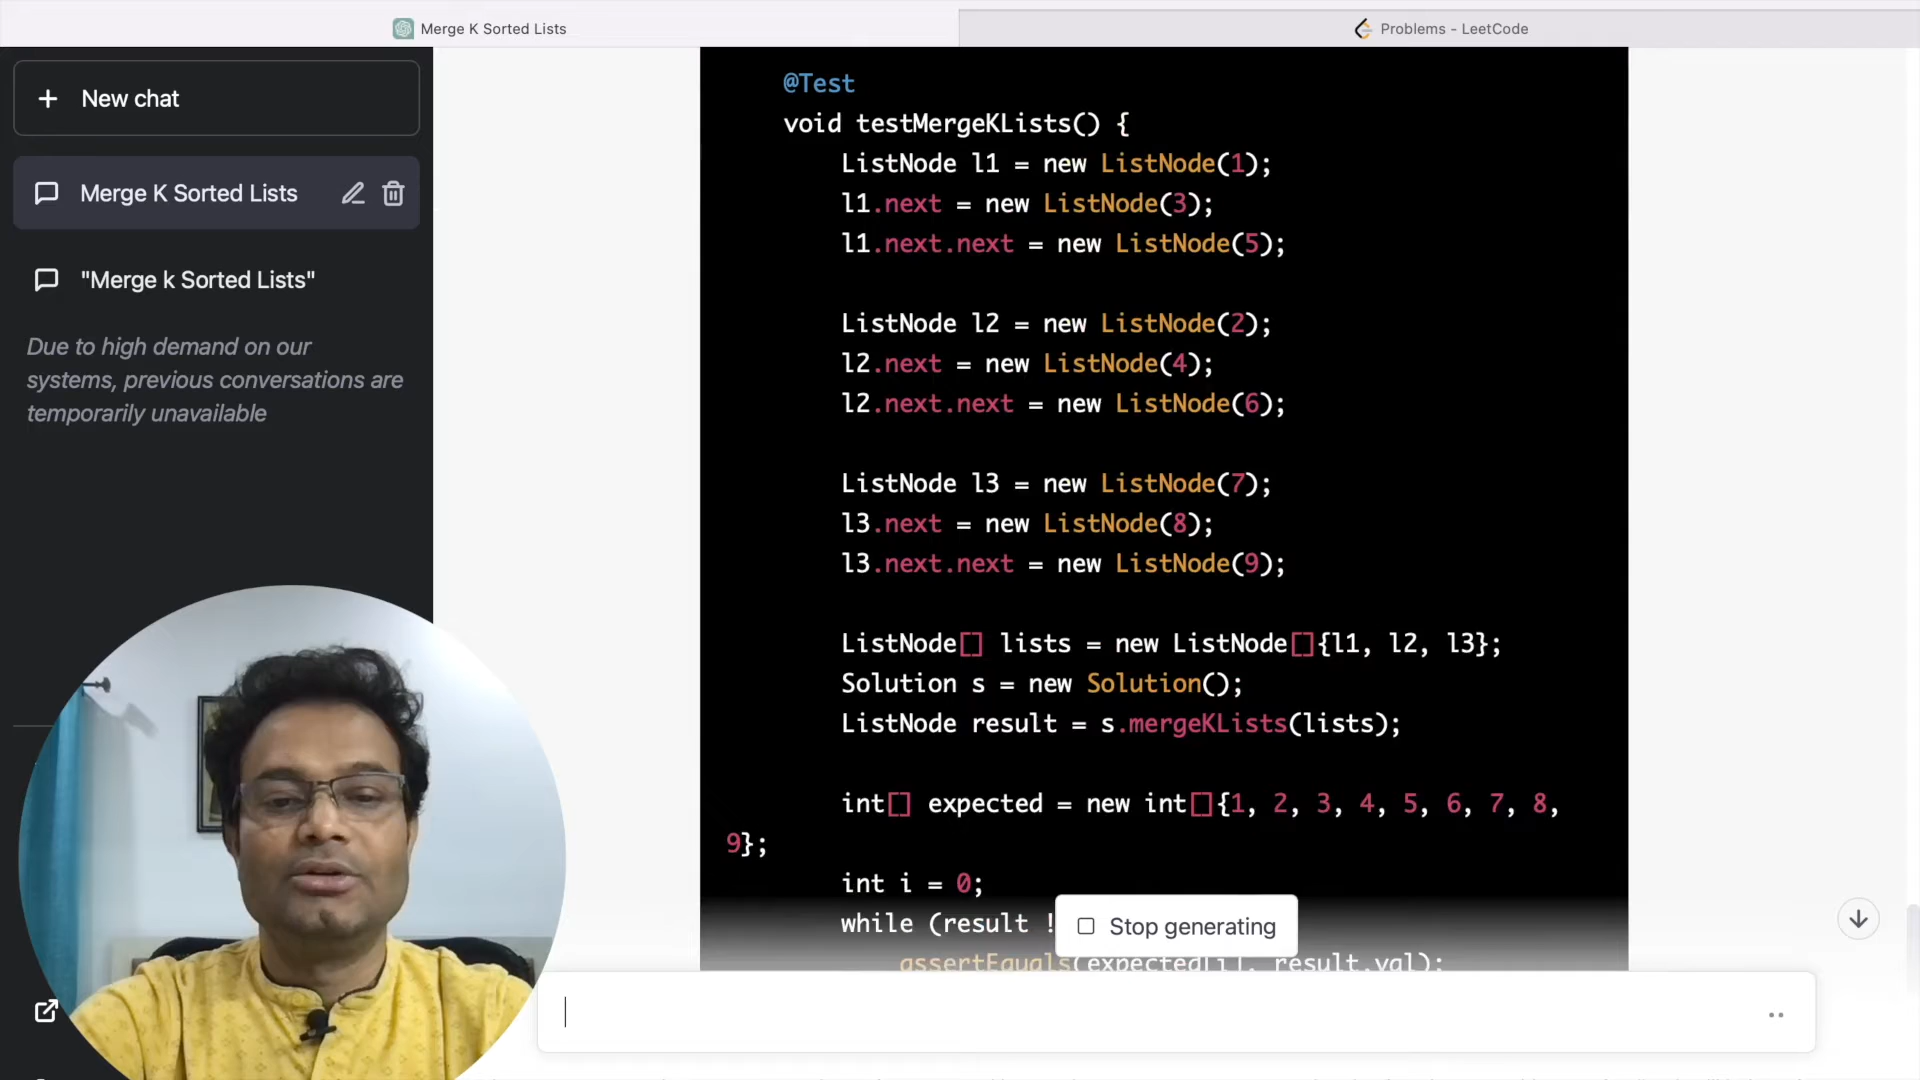 Merge K Sorted Lists
Problems - LeetCode
+ New chat
Merge K Sorted Lists
"Merge k Sorted Lists"
Due to high demand on our
systems, previous conversations are
temporarily unavailable
@Test
void testMergeKLists() {
ListNode l1 = new ListNode(1);
l1.next = new ListNode(3);
l1.next.next = new ListNode(5);
ListNode l2 = new ListNode(2);
l2.next = new ListNode(4);
l2.next.next = new ListNode(6);
ListNode l3 = new ListNode(7);
l3.next = new ListNode(8);
l3.next.next = new ListNode(9);
ListNode[] lists = new ListNode[]{l1, l2, l3};
Solution s = new Solution();
ListNode result = s.mergeKLists(lists);
int[] expected = new int[]{1, 2, 3, 4, 5, 6, 7, 8,
9};
int i = 0;
while (result !
Stop generating
assertEquals(expected[i], result.val);